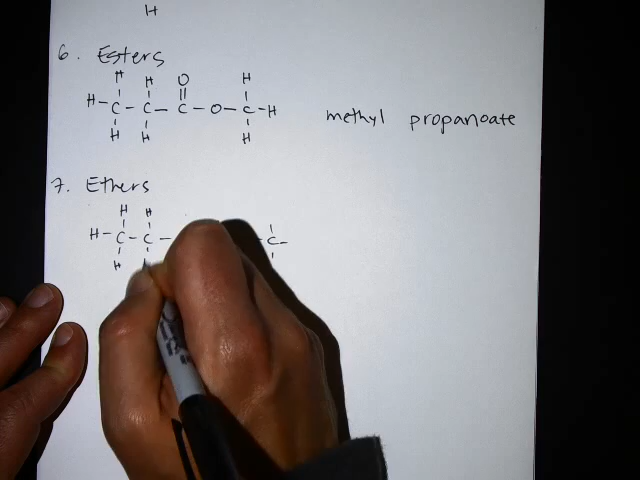 H
6. Esters
H H O H
H-C-C-C-O-C-H
H H H
methyl propanoate
7. Ethers
H H
H-C-C- -C-
H